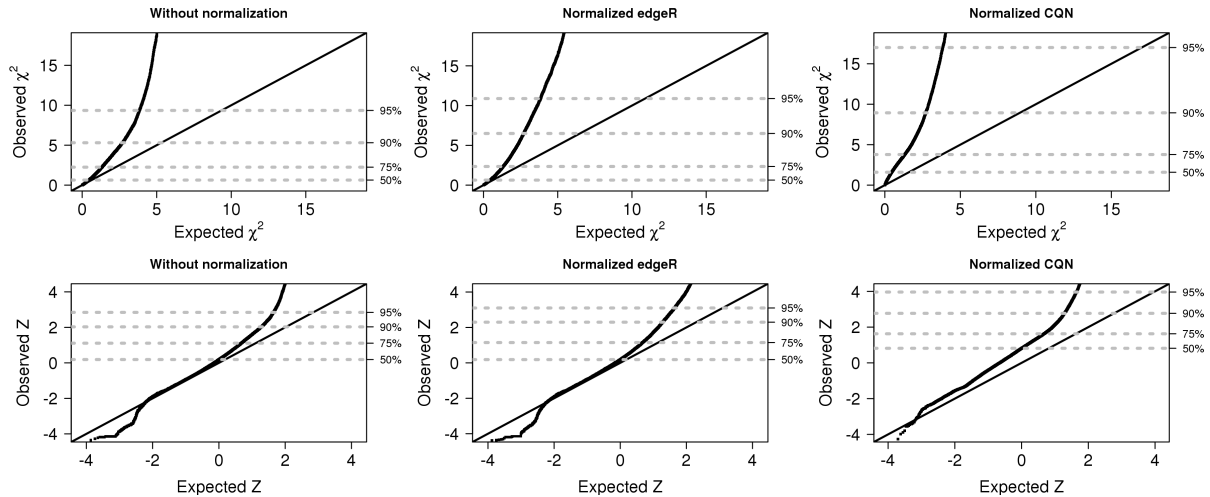 Without normalization
Observed χ²
15
10
5
0
95%
90%
75%
50%
0 5 10 15
Expected χ²
Normalized edgeR
Observed χ²
15
10
5
0
95%
90%
75%
50%
0 5 10 15
Expected χ²
Normalized CQN
Observed χ²
15
10
5
0
95%
90%
75%
50%
0 5 10 15
Expected χ²
Without normalization
Observed Z
4
2
0
-2
-4
95%
90%
75%
50%
-4 -2 0 2 4
Expected Z
Normalized edgeR
Observed Z
4
2
0
-2
-4
95%
90%
75%
50%
-4 -2 0 2 4
Expected Z
Normalized CQN
Observed Z
4
2
0
-2
-4
95%
90%
75%
50%
-4 -2 0 2 4
Expected Z